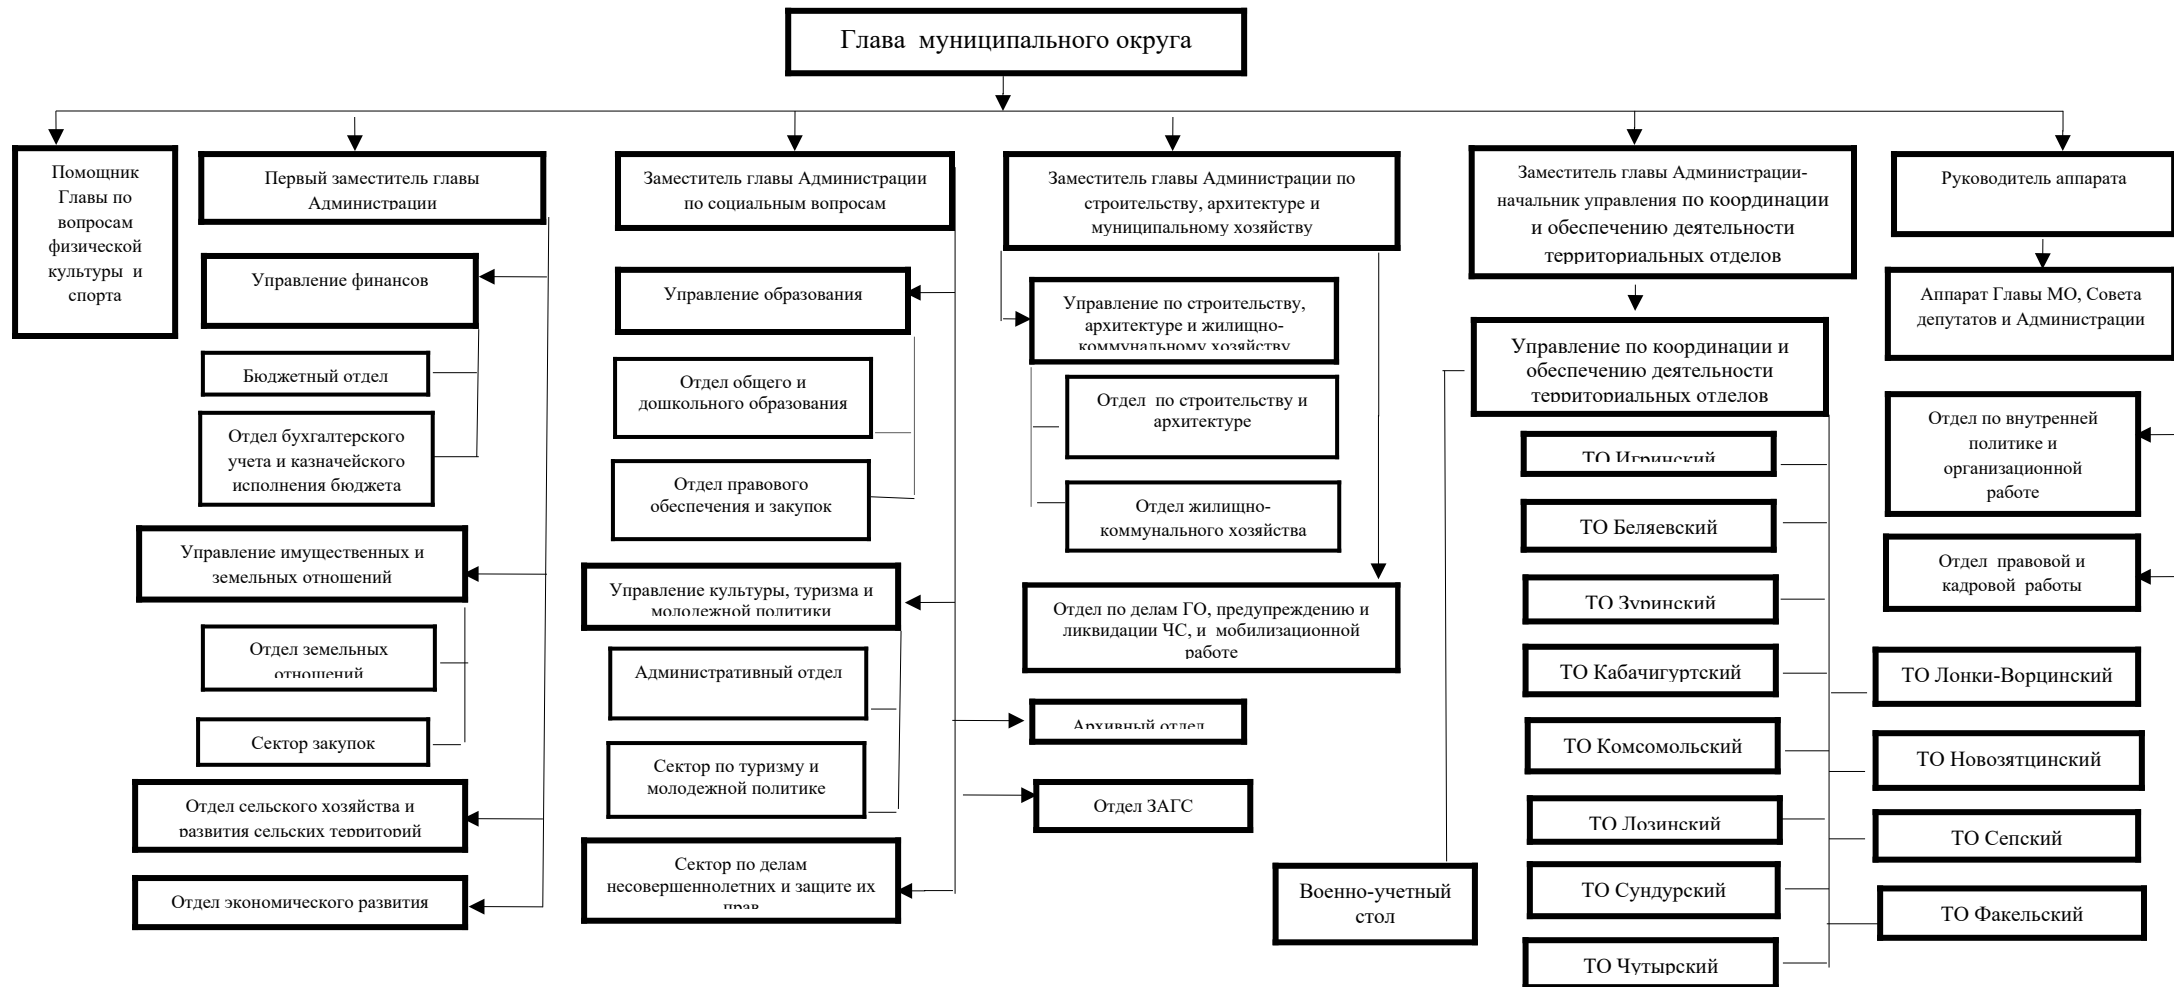 Глава муниципального округа
Помощник
Главы по
вопросам
физической
культуры и
спорта
Первый заместитель главы
Администрации
Заместитель главы Администрации
по социальным вопросам
Заместитель главы Администрации по
строительству, архитектуре и
муниципальному хозяйству
Заместитель главы Администрации-
начальник управления по координации
и обеспечению деятельности
территориальных отделов
Руководитель аппарата
Управление финансов
Бюджетный отдел
Отдел бухгалтерского
учета и казначейского
исполнения бюджета
Управление имущественных и
земельных отношений
Отдел земельных
отношений
Сектор закупок
Отдел сельского хозяйства и
развития сельских территорий
Отдел экономического развития
Управление образования
Отдел общего и
дошкольного образования
Отдел правового
обеспечения и закупок
Управление культуры, туризма и
молодежной политики
Административный отдел
Сектор по туризму и
молодежной политике
Сектор по делам
несовершеннолетних и защите их
прав
Управление по строительству,
архитектуре и жилищно-
коммунальному хозяйству
Отдел по строительству и
архитектуре
Отдел жилищно-
коммунального хозяйства
Отдел по делам ГО, предупреждению и
ликвидации ЧС, и мобилизационной
работе
Архивный отдел
Отдел ЗАГС
Управление по координации и
обеспечению деятельности
территориальных отделов
Военно-учетный
стол
ТО Игринский
ТО Беляевский
ТО Зуринский
ТО Кабачигуртский
ТО Комсомольский
ТО Лозинский
ТО Сундурский
ТО Чутырский
Аппарат Главы МО, Совета
депутатов и Администрации
Отдел по внутренней
политике и
организационной
работе
Отдел правовой и
кадровой работы
ТО Лонки-Ворцинский
ТО Новозятцинский
ТО Сепский
ТО Факельский